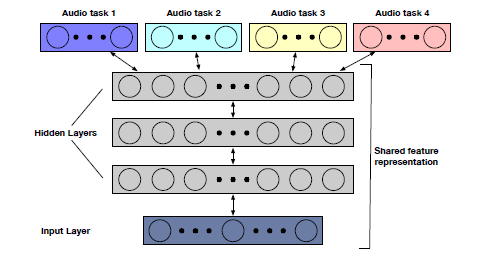 Audio task 1
Audio task 2
Audio task 3
Audio task 4
Hidden Layers
Shared feature
representation
Input Layer